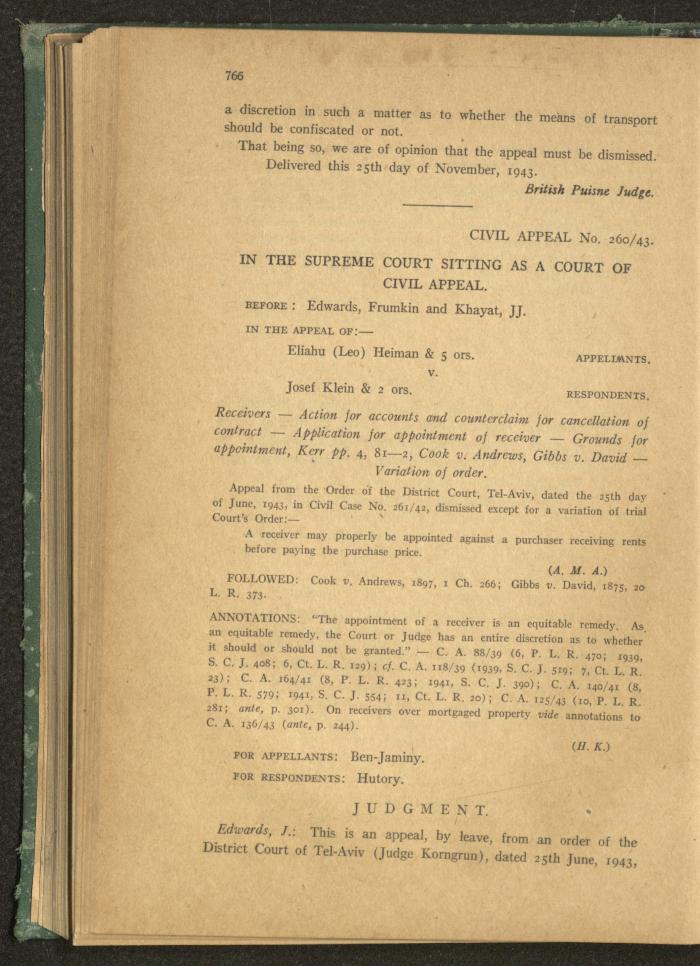 766
a discretion in such a matter as to whether the means of transport
should be confiscated or not.
That being so, we are of opinion that the appeal must be dismissed.
Delivered this 25th day of November, 1943.
British Puisne Judge.
CIVIL APPEAL No. 260/43.
IN THE SUPREME COURT SITTING AS A COURT OF
CIVIL APPEAL.
BEFORE : Edwards, Frumkin and Khayat, JJ.
IN THE APPEAL OF:—
Eliahu (Leo) Heiman & 5 ors.
APPELLANTS.
v.
Josef Klein & 2 ors.
RESPONDENTS.
Receivers — Action for accounts and counterclaim for cancellation of
contract — Application for appointment of receiver — Grounds for
appointment, Kerr pp. 4, 81—2, Cook v. Andrews, Gibbs v. David —
Variation of order.
Appeal from the Order of the District Court, Tel-Aviv, dated the 25th day
of June, 1943, in Civil Case No. 261/42, dismissed except for a variation of trial
Court's Order:—
A receiver may properly be appointed against a purchaser receiving rents
before paying the purchase price.
(A. M. A.)
FOLLOWED: Cook v. Andrews, 1897, 1 Ch. 266; Gibbs v. David, 1875, 20
L. R. 373.
ANNOTATIONS: "The appointment of a receiver is an equitable remedy. As
an equitable remedy, the Court or Judge has an entire discretion as to whether
it should or should not be granted." — C. A. 88/39 (6, P. L. R. 470; 1939,
S. C. J. 408; 6, Ct. L. R. 129); cf. C. A. 118/39 (1939, S. C. J. 519; 7, Ct. L. R.
23); C. A. 164/41 (8, P. L. R. 423; 1941, S. C. J. 390); C. A. 140/41 (8,
P. L. R. 579; 1941, S. C. J. 554; 11, Ct. L. R. 20); C. A. 125/43 (10, P. L. R.
281; ante, p. 301). On receivers over mortgaged property vide annotations to
C. A. 136/43 (ante, p. 244).
(H. K.)
FOR APPELLANTS: Ben-Jaminy.
FOR RESPONDENTS: Hutory.
JUDGMENT.
Edwards, J.: This is an appeal, by leave, from an order of the
District Court of Tel-Aviv (Judge Korngrun), dated 25th June, 1943,